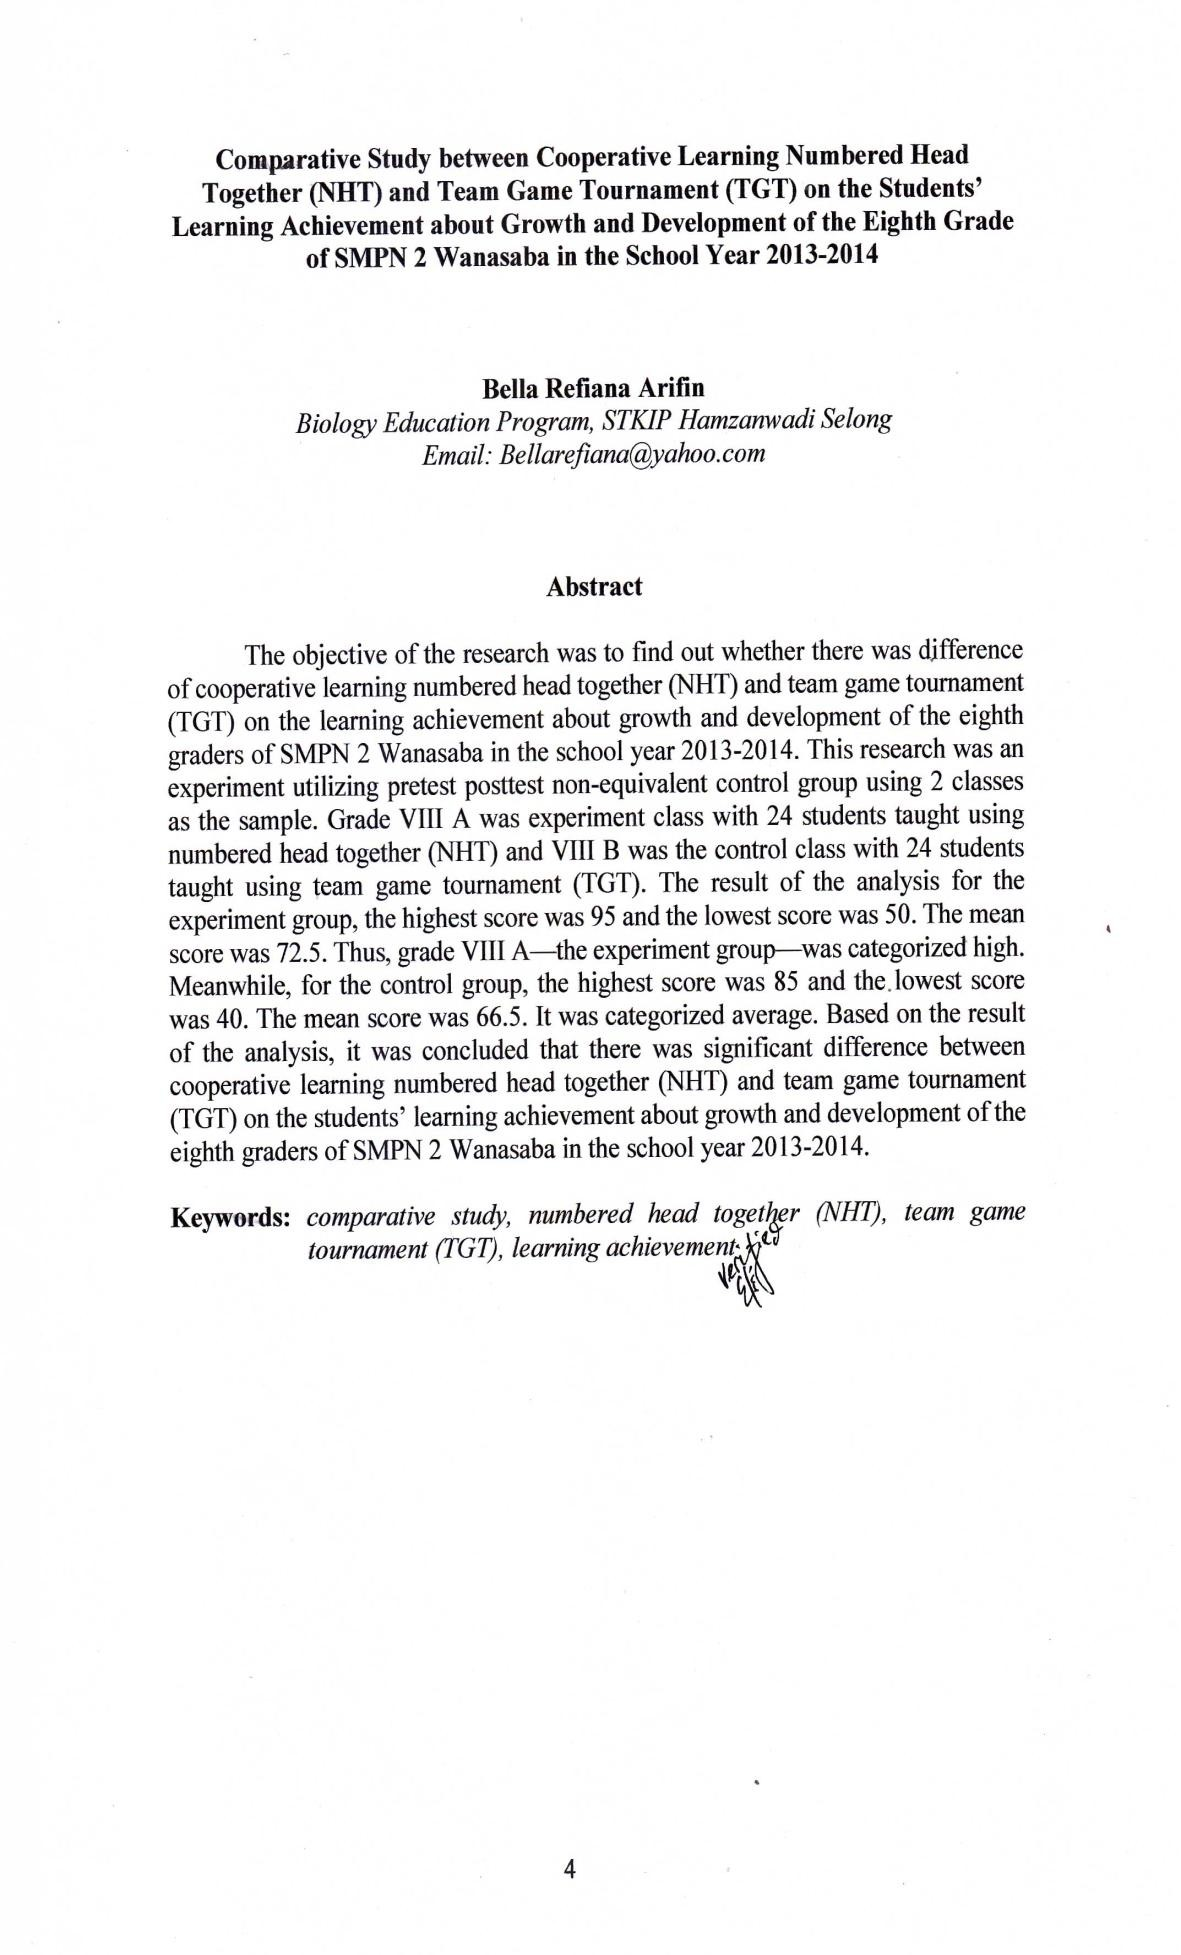 Comparative Study between Cooperative Learning Numbered Head
Together (NHT) and Team Game Tournament (TGT) on the Students’
Learning Achievement about Growth and Development of the Eighth Grade
of SMPN 2 Wanasaba in the School Year 2013-2014
Bella Refiana Arifin
Biology Education Program, STKIP Hamzanwadi Selong
Email: Bellarefiana@yahoo.com
Abstract
The objective of the research was to find out whether there was difference
of cooperative learning numbered head together (NHT) and team game tournament
(TGT) on the learning achievement about growth and development of the eighth
graders of SMPN 2 Wanasaba in the school year 2013-2014. This research was an
experiment utilizing pretest posttest non-equivalent control group using 2 classes
as the sample. Grade VIII A was experiment class with 24 students taught using
numbered head together (NHT) and VIII B was the control class with 24 students
taught using team game tournament (TGT). The result of the analysis for the
experiment group, the highest score was 95 and the lowest score was 50. The mean
score was 72.5. Thus, grade VIII A—the experiment group—was categorized high.
Meanwhile, for the control group, the highest score was 85 and the lowest score
was 40. The mean score was 66.5. It was categorized average. Based on the result
of the analysis, it was concluded that there was significant difference between
cooperative learning numbered head together (NHT) and team game tournament
(TGT) on the students’ learning achievement about growth and development of the
eighth graders of SMPN 2 Wanasaba in the school year 2013-2014.
Keywords: comparative study, numbered head together (NHT), team game
tournament (TGT), learning achievement.
verified
4